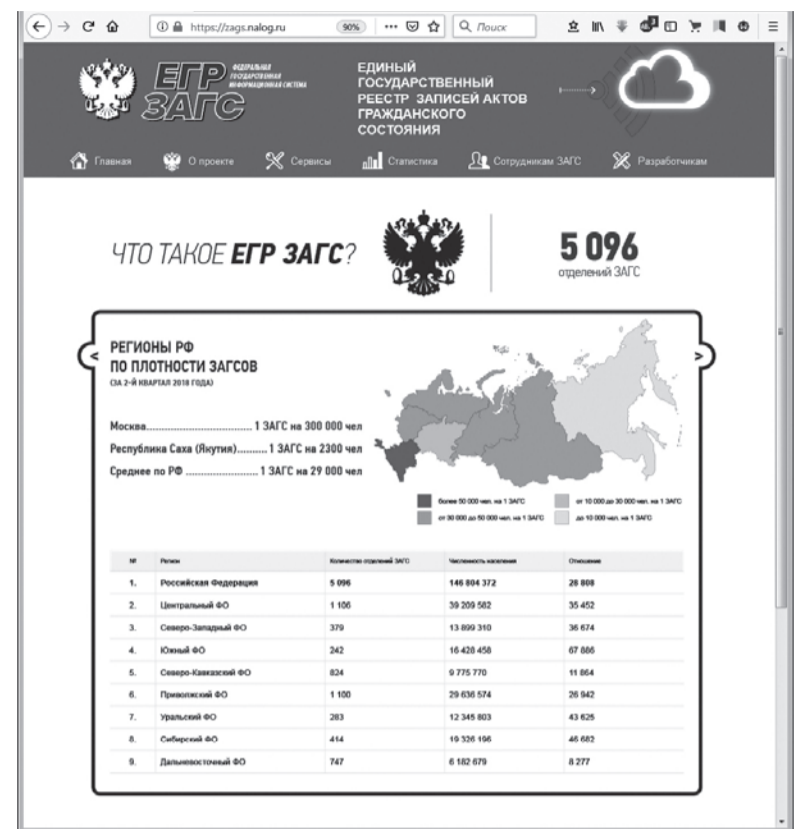 https://zags.nalog.ru
90%
Поиск
ЕГР
ЗАГС
ФЕДЕРАЛЬНАЯ
ГОСУДАРСТВЕННАЯ
ИНФОРМАЦИОННАЯ СИСТЕМА
ЕДИНЫЙ
ГОСУДАРСТВЕННЫЙ
РЕЕСТР ЗАПИСЕЙ АКТОВ
ГРАЖДАНСКОГО
СОСТОЯНИЯ
Главная О проекте Сервисы Статистика Сотрудникам ЗАГС Разработчикам
ЧТО ТАКОЕ ЕГР ЗАГС?
5 096
отделений ЗАГС
РЕГИОНЫ РФ
ПО ПЛОТНОСТИ ЗАГСОВ
(ЗА 2-Й КВАРТАЛ 2018 ГОДА)
Москва................................ 1 ЗАГС на 300 000 чел
Республика Саха (Якутия).......... 1 ЗАГС на 2300 чел
Среднее по РФ ........................ 1 ЗАГС на 29 000 чел
более 50 000 чел. на 1 ЗАГС от 10 000 до 30 000 чел. на 1 ЗАГС
от 30 000 до 50 000 чел. на 1 ЗАГС до 10 000 чел. на 1 ЗАГС
№ Регион Количество отделений ЗАГС Численность населения Отношение
1. Российская Федерация 5 096 146 804 372 28 808
2. Центральный ФО 1 106 39 209 582 35 452
3. Северо-Западный ФО 379 13 899 310 36 674
4. Южный ФО 242 16 428 458 67 886
5. Северо-Кавказский ФО 824 9 775 770 11 864
6. Приволжский ФО 1 100 29 636 574 26 942
7. Уральский ФО 283 12 345 803 43 625
8. Сибирский ФО 414 19 326 196 46 682
9. Дальневосточный ФО 747 6 182 679 8 277